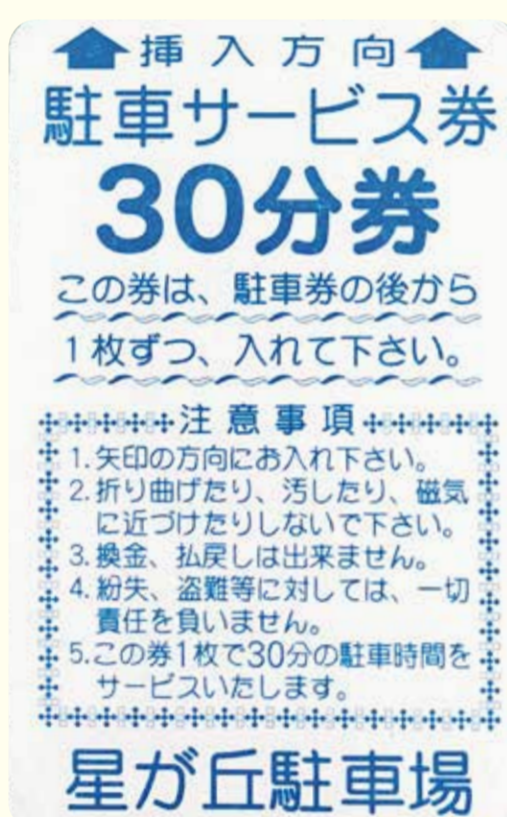 挿入方向
駐車サービス券
30分券
この券は、駐車券の後から
1枚ずつ、入れて下さい。
注意事項
1.矢印の方向にお入れ下さい。
2.折り曲げたり、汚したり、磁気
に近づけたりしないで下さい。
3.換金、払戻しは出来ません。
4.紛失、盗難等に対しては、一切
責任を負いません。
5.この券1枚で30分の駐車時間を
サービスいたします。
星が丘駐車場